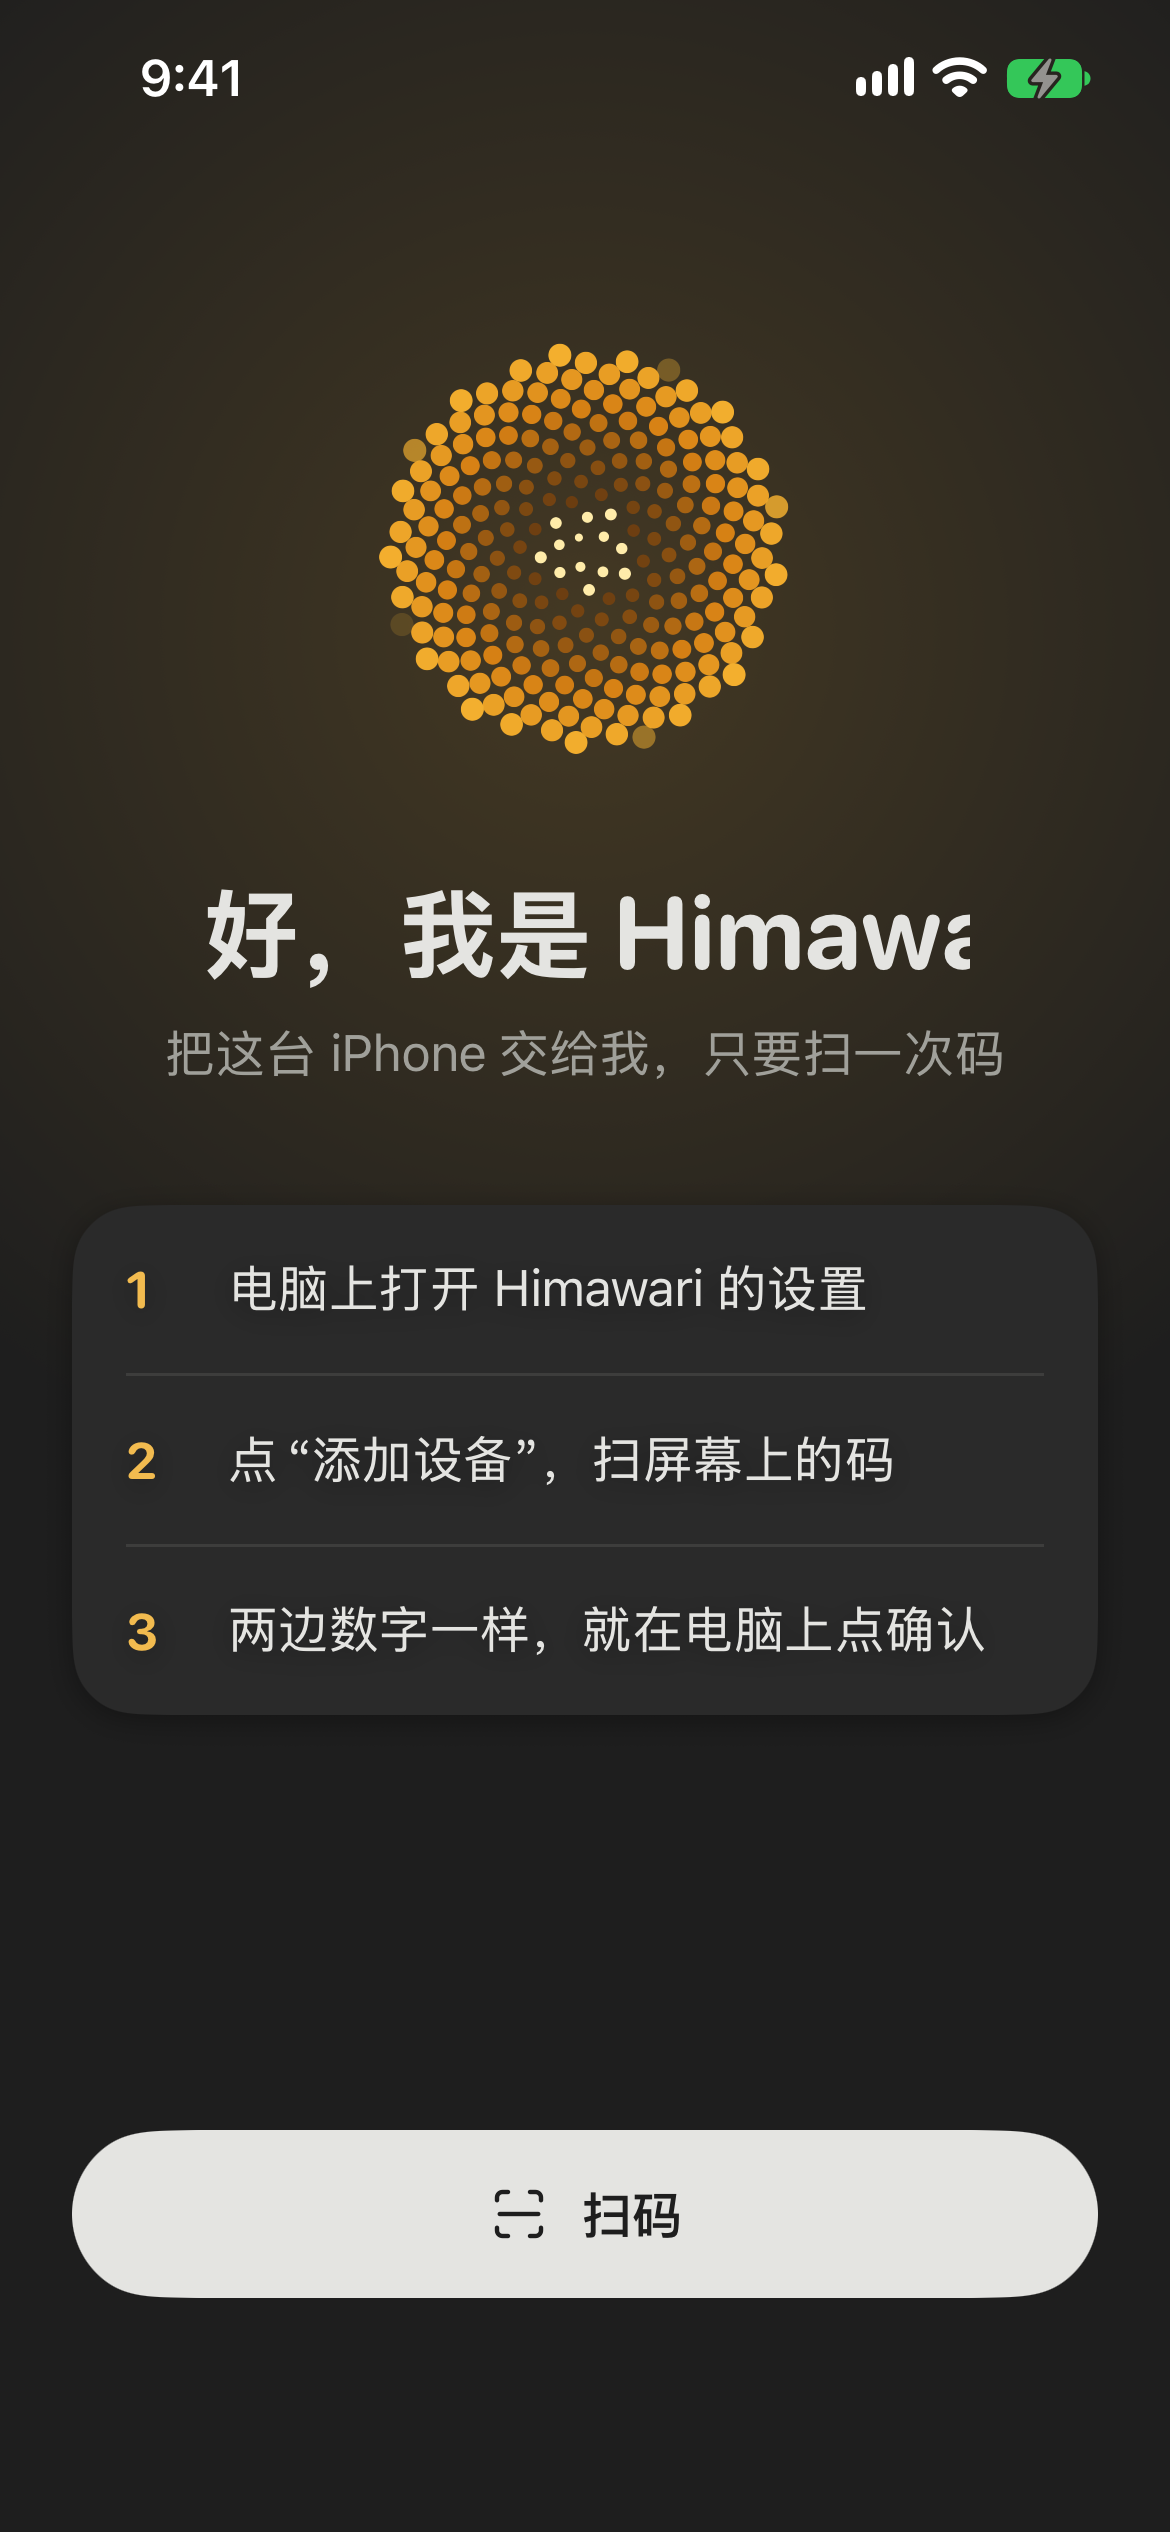 9:41
好，我是 Himawa
把这台 iPhone 交给我，只要扫一次码
1 电脑上打开 Himawari 的设置
2 点 “添加设备”，扫屏幕上的码
3 两边数字一样，就在电脑上点确认
扫码